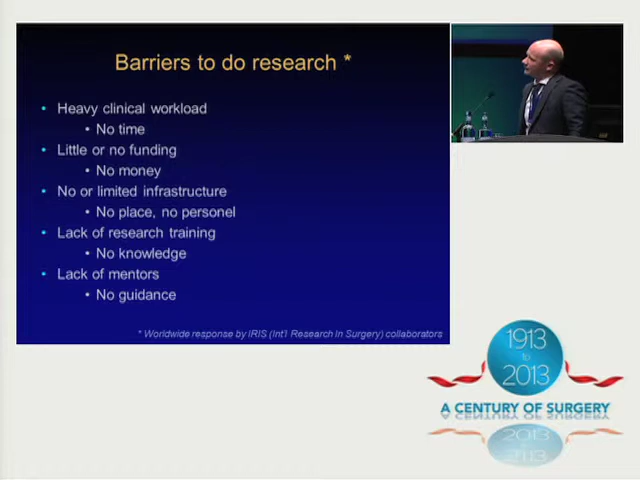 Barriers to do research *
• Heavy clinical workload
• No time
• Little or no funding
• No money
• No or limited infrastructure
• No place, no personel
• Lack of research training
• No knowledge
• Lack of mentors
• No guidance
* Worldwide response by IRIS (Int'l Research In Surgery) collaborators
1913
to
2013
A CENTURY OF SURGERY